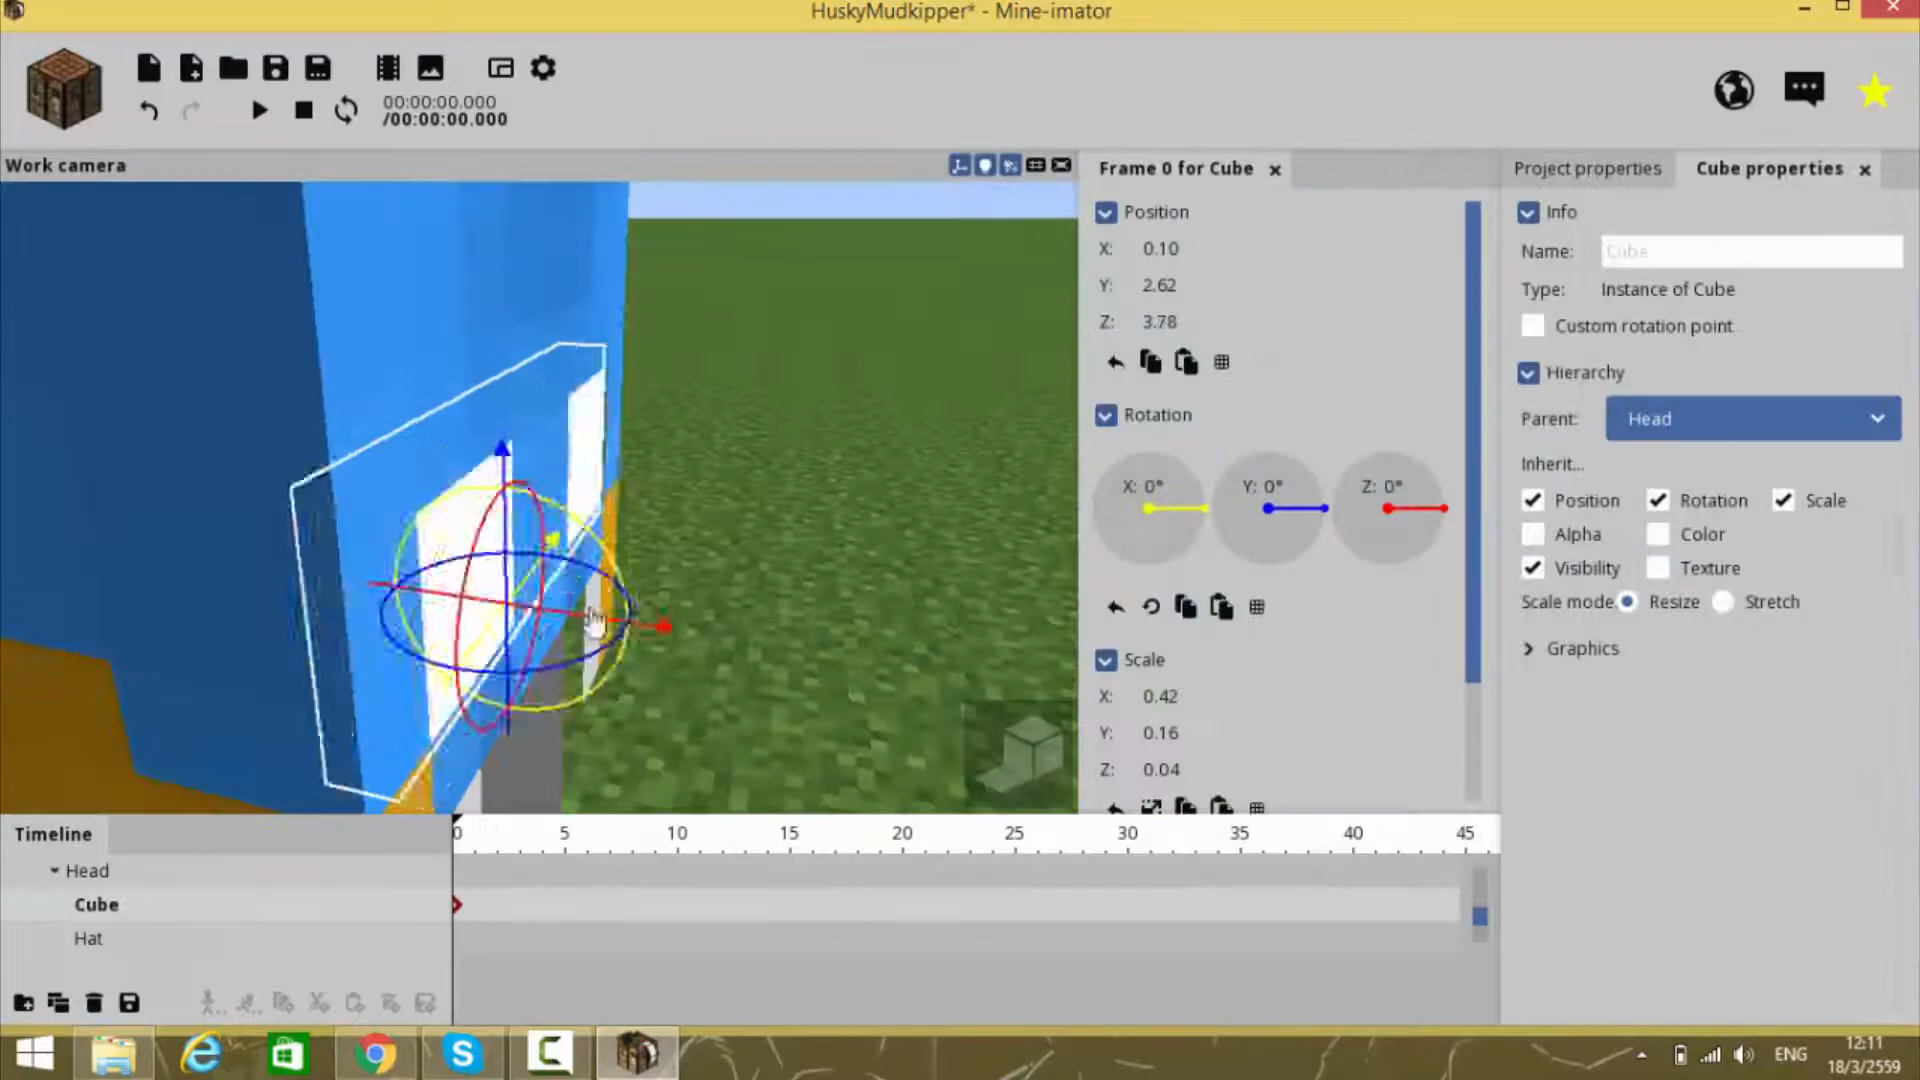 HuskyMudkipper* - Mine-imator
00:00:00.000
/00:00:00.000
Work camera
Frame 0 for Cube
Position
X: 0.10
Y: 2.62
Z: 3.78
Rotation
X: 0° Y: 0° Z: 0°
Scale
X: 0.42
Y: 0.16
Z: 0.04
Project properties Cube properties
Info
Name: Cube
Type: Instance of Cube
Custom rotation point
Hierarchy
Parent: Head
Inherit...
Position Rotation Scale
Alpha Color
Visibility Texture
Scale mode Resize Stretch
Graphics
Timeline
0 5 10 15 20 25 30 35 40 45
Head
Cube
Hat
ENG
12:11
18/3/2559